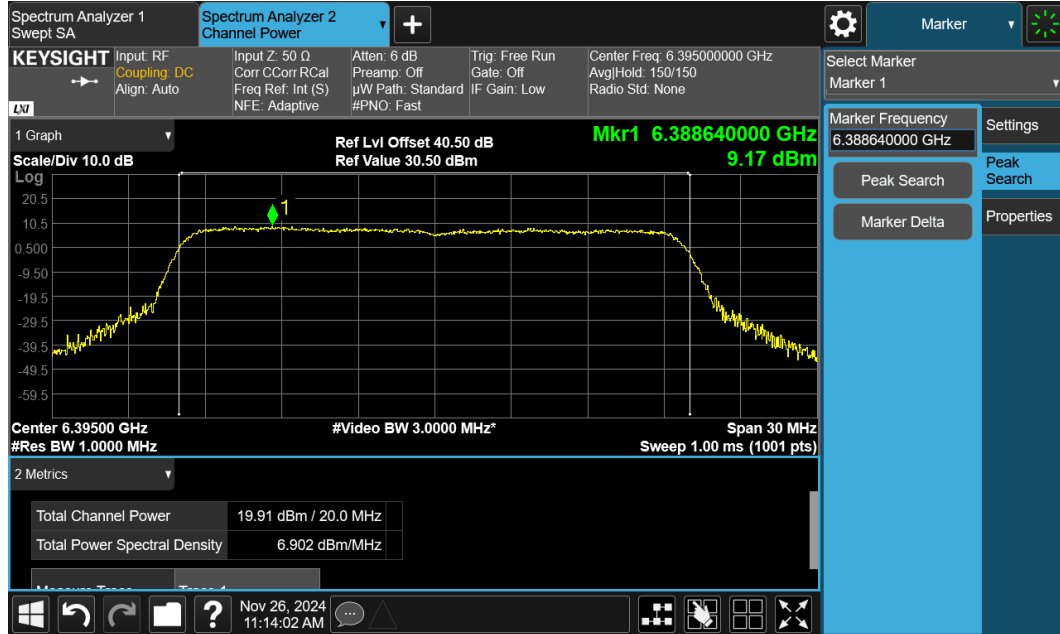 Spectrum Analyzer 1
Swept SA
Spectrum Analyzer 2
Channel Power
KEYSIGHT
LXI
Input: RF
Coupling: DC
Align: Auto
Input Z: 50 Ω
Corr CCorr RCal
Freq Ref: Int (S)
NFE: Adaptive
Atten: 6 dB
Preamp: Off
µW Path: Standard
#PNO: Fast
Trig: Free Run
Gate: Off
IF Gain: Low
Center Freq: 6.395000000 GHz
Avg|Hold: 150/150
Radio Std: None
1 Graph
Scale/Div 10.0 dB
Log
Ref Lvl Offset 40.50 dB
Ref Value 30.50 dBm
Mkr1 6.388640000 GHz
9.17 dBm
1
20.5
10.5
0.500
-9.50
-19.5
-29.5
-39.5
-49.5
-59.5
Center 6.39500 GHz
#Res BW 1.0000 MHz
#Video BW 3.0000 MHz*
Span 30 MHz
Sweep 1.00 ms (1001 pts)
2 Metrics
Total Channel Power 19.91 dBm / 20.0 MHz
Total Power Spectral Density 6.902 dBm/MHz
Measure Trace Trace 1
Nov 26, 2024
11:14:02 AM
Marker
Select Marker
Marker 1
Marker Frequency
6.388640000 GHz
Peak Search
Marker Delta
Settings
Peak
Search
Properties